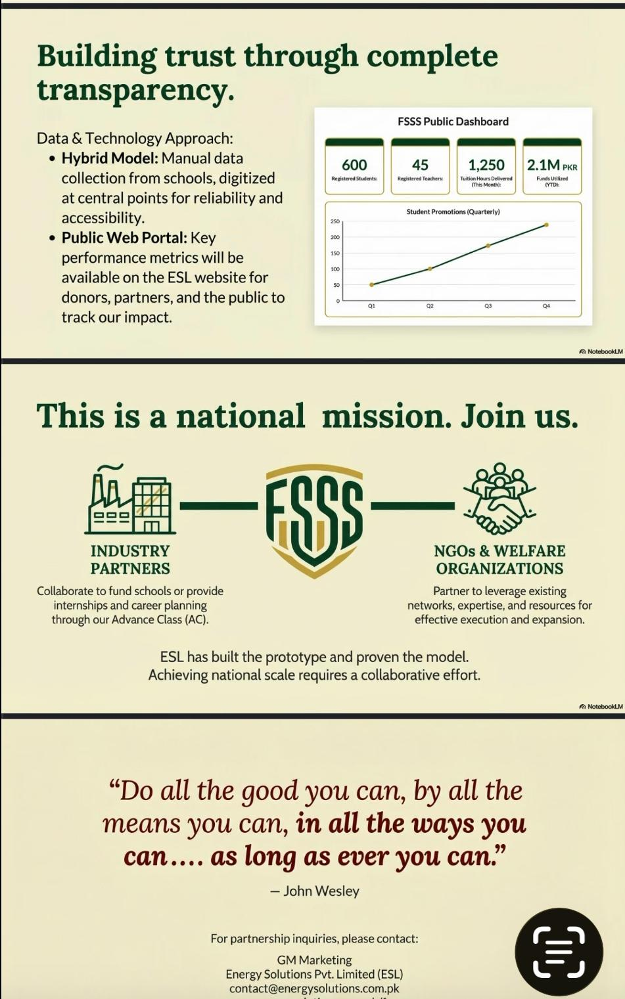 Building trust through complete
transparency.
Data & Technology Approach:
• Hybrid Model: Manual data
collection from schools, digitized
at central points for reliability and
accessibility.
• Public Web Portal: Key
performance metrics will be
available on the ESL website for
donors, partners, and the public to
track our impact.
FSSS Public Dashboard
600
Registered Students:
45
Registered Teachers:
1,250
Tuition Hours Delivered
(This Month):
2.1M PKR
Funds Utilized
(YTD):
Student Promotions (Quarterly)
250
200
150
100
50
0
Q1 Q2 Q3 Q4
NotebookLM
This is a national mission. Join us.
FSSS
INDUSTRY
PARTNERS
Collaborate to fund schools or provide
internships and career planning
through our Advance Class (AC).
NGOs & WELFARE
ORGANIZATIONS
Partner to leverage existing
networks, expertise, and resources for
effective execution and expansion.
ESL has built the prototype and proven the model.
Achieving national scale requires a collaborative effort.
NotebookLM
“Do all the good you can, by all the
means you can, in all the ways you
can.... as long as ever you can.”
— John Wesley
For partnership inquiries, please contact:
GM Marketing
Energy Solutions Pvt. Limited (ESL)
contact@energysolutions.com.pk